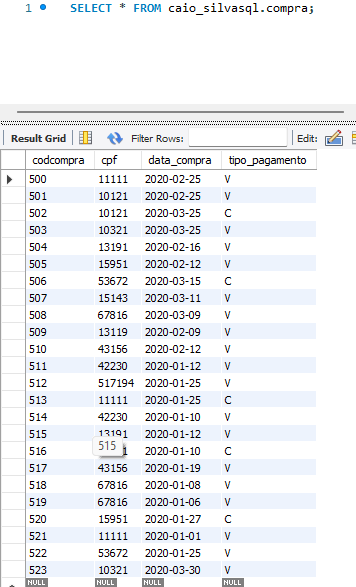 1 SELECT * FROM caio_silvasql.compra;
Result Grid Filter Rows: Edit:
codcompra cpf data_compra tipo_pagamento
500 11111 2020-02-25 V
501 10121 2020-02-25 V
502 10121 2020-03-25 C
503 10321 2020-03-25 V
504 13191 2020-02-16 V
505 15951 2020-02-12 V
506 53672 2020-03-15 C
507 15143 2020-03-11 V
508 67816 2020-03-09 V
509 13119 2020-02-09 V
510 43156 2020-02-12 V
511 42230 2020-01-12 V
512 517194 2020-01-25 V
513 11111 2020-01-25 C
514 42230 2020-01-10 V
515 13191 2020-01-12 V
515
516 2020-01-10 C
517 43156 2020-01-19 V
518 67816 2020-01-08 V
519 67816 2020-01-06 V
520 15951 2020-01-27 C
521 11111 2020-01-01 V
522 53672 2020-01-25 V
523 10321 2020-03-30 V
NULL NULL NULL NULL